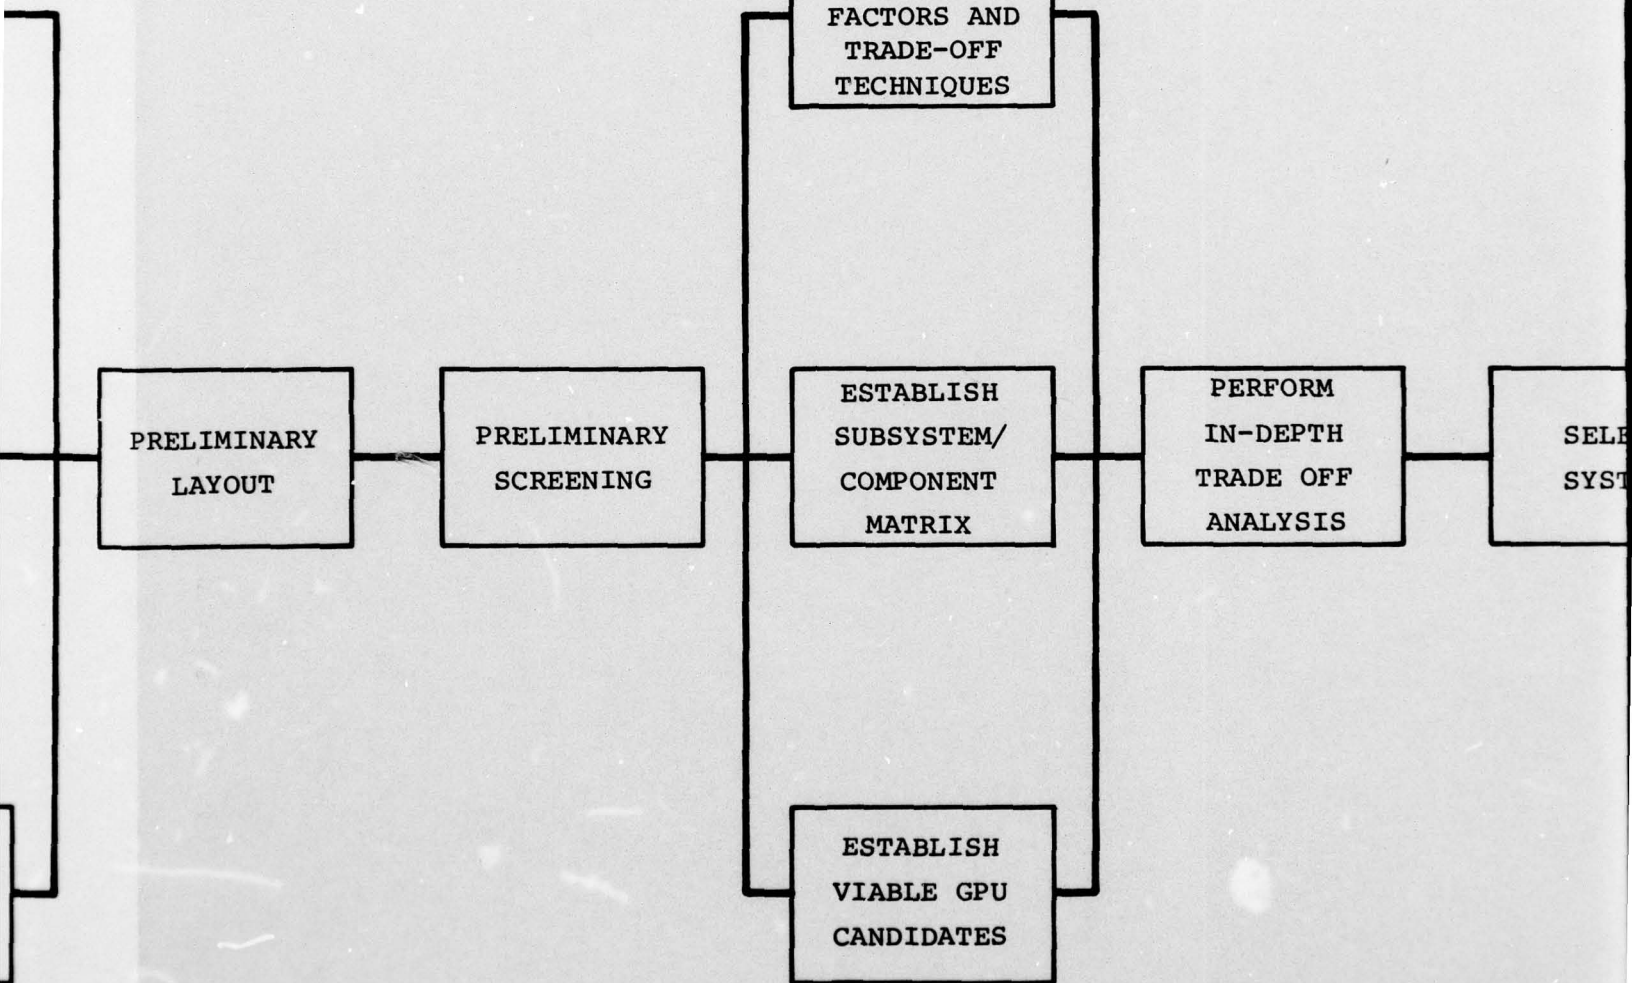 FACTORS AND
TRADE-OFF
TECHNIQUES
PRELIMINARY
LAYOUT
PRELIMINARY
SCREENING
ESTABLISH
SUBSYSTEM/
COMPONENT
MATRIX
PERFORM
IN-DEPTH
TRADE OFF
ANALYSIS
ESTABLISH
VIABLE GPU
CANDIDATES